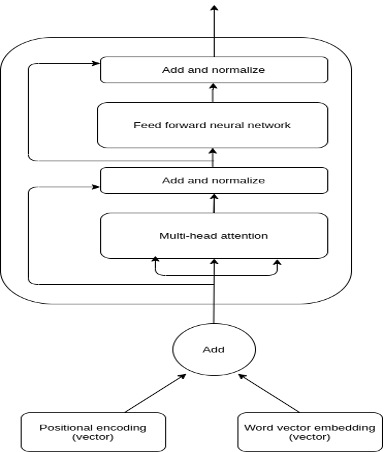 Add and normalize
Feed forward neural network
Add and normalize
Multi-head attention
Add
Positional encoding
(vector)
Word vector embedding
(vector)